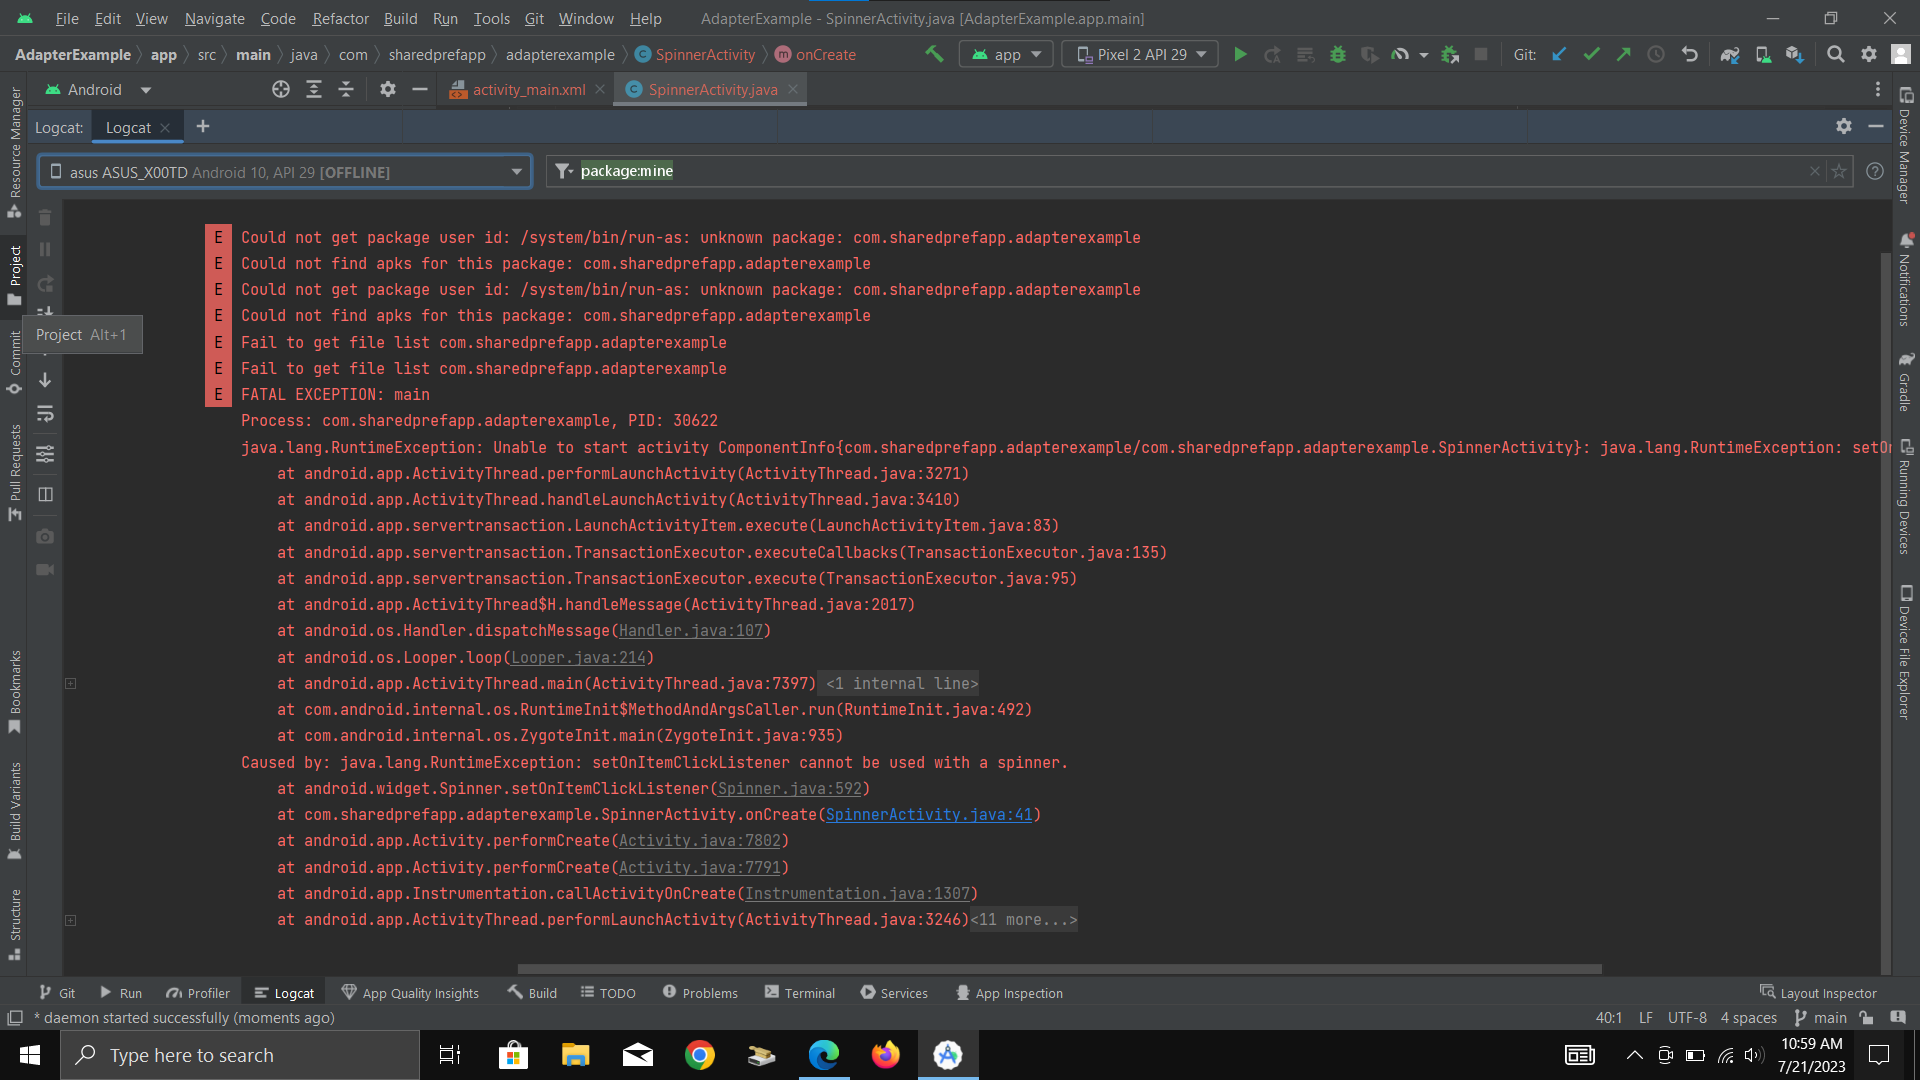 File Edit View Navigate Code Refactor Build Run Tools Git Window Help AdapterExample - SpinnerActivity.java [AdapterExample.app.main]
AdapterExample app src main java com sharedprefapp adapterexample C SpinnerActivity m onCreate app Pixel 2 API 29 Git:
Android activity_main.xml C SpinnerActivity.java
Logcat: Logcat
asus ASUS_X00TD Android 10, API 29 [OFFLINE] package:mine
E Could not get package user id: /system/bin/run-as: unknown package: com.sharedprefapp.adapterexample
E Could not find apks for this package: com.sharedprefapp.adapterexample
E Could not get package user id: /system/bin/run-as: unknown package: com.sharedprefapp.adapterexample
E Could not find apks for this package: com.sharedprefapp.adapterexample
E Fail to get file list com.sharedprefapp.adapterexample
E Fail to get file list com.sharedprefapp.adapterexample
E FATAL EXCEPTION: main
Process: com.sharedprefapp.adapterexample, PID: 30622
java.lang.RuntimeException: Unable to start activity ComponentInfo{com.sharedprefapp.adapterexample/com.sharedprefapp.adapterexample.SpinnerActivity}: java.lang.RuntimeException: setOn
at android.app.ActivityThread.performLaunchActivity(ActivityThread.java:3271)
at android.app.ActivityThread.handleLaunchActivity(ActivityThread.java:3410)
at android.app.servertransaction.LaunchActivityItem.execute(LaunchActivityItem.java:83)
at android.app.servertransaction.TransactionExecutor.executeCallbacks(TransactionExecutor.java:135)
at android.app.servertransaction.TransactionExecutor.execute(TransactionExecutor.java:95)
at android.app.ActivityThread$H.handleMessage(ActivityThread.java:2017)
at android.os.Handler.dispatchMessage(Handler.java:107)
at android.os.Looper.loop(Looper.java:214)
at android.app.ActivityThread.main(ActivityThread.java:7397) <1 internal line>
at com.android.internal.os.RuntimeInit$MethodAndArgsCaller.run(RuntimeInit.java:492)
at com.android.internal.os.ZygoteInit.main(ZygoteInit.java:935)
Caused by: java.lang.RuntimeException: setOnItemClickListener cannot be used with a spinner.
at android.widget.Spinner.setOnItemClickListener(Spinner.java:592)
at com.sharedprefapp.adapterexample.SpinnerActivity.onCreate(SpinnerActivity.java:41)
at android.app.Activity.performCreate(Activity.java:7802)
at android.app.Activity.performCreate(Activity.java:7791)
at android.app.Instrumentation.callActivityOnCreate(Instrumentation.java:1307)
at android.app.ActivityThread.performLaunchActivity(ActivityThread.java:3246)<11 more...>
Resource Manager
Project
Project Alt+1
Commit
Pull Requests
Bookmarks
Build Variants
Structure
Device Manager
Notifications
Gradle
Running Devices
Device File Explorer
Git Run Profiler Logcat App Quality Insights Build TODO Problems Terminal Services App Inspection Layout Inspector
* daemon started successfully (moments ago) 40:1 LF UTF-8 4 spaces main
Type here to search
10:59 AM
7/21/2023